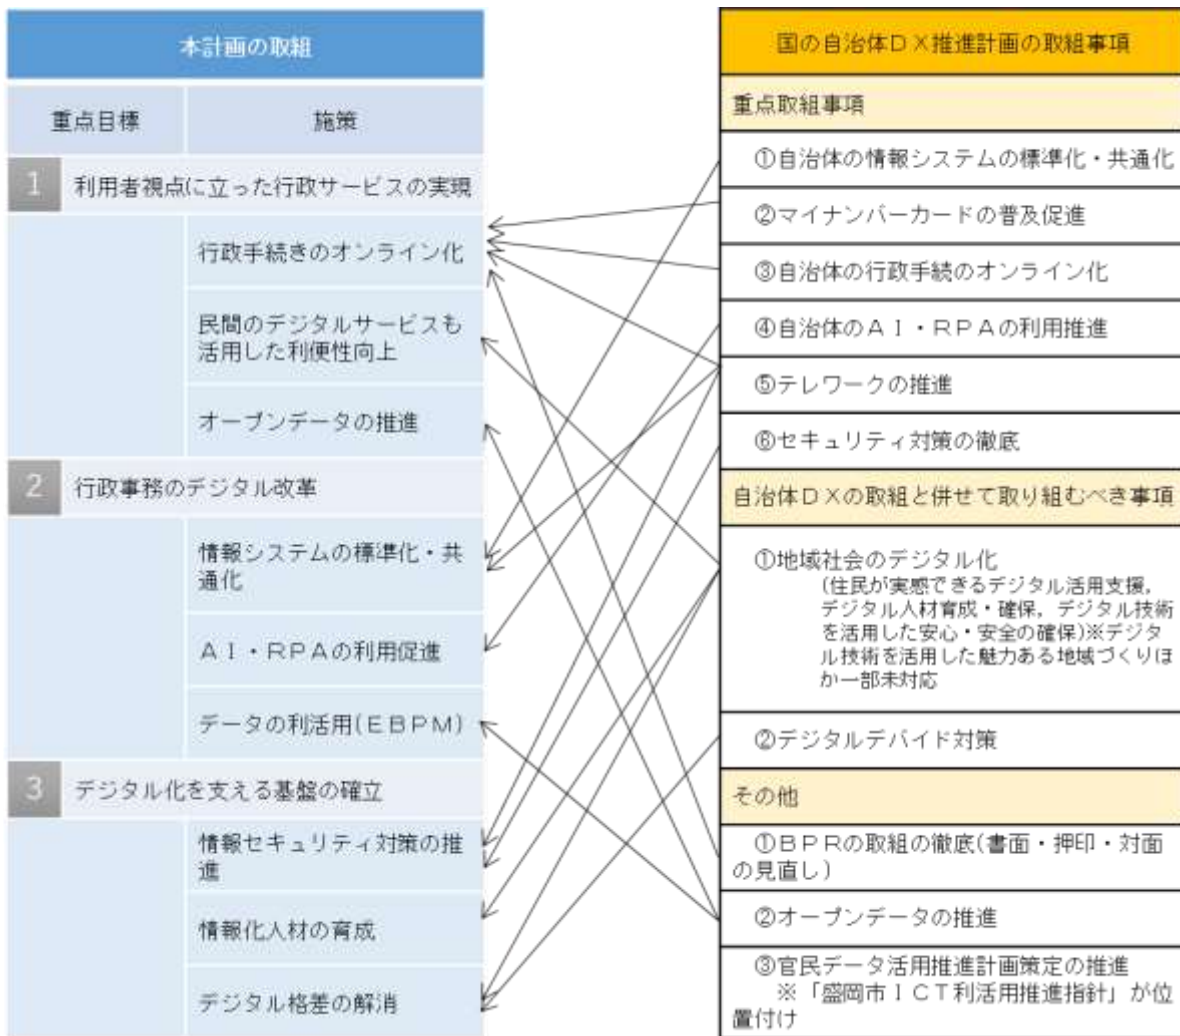 本計画の取組
重点目標
施策
1
利用者視点に立った行政サービスの実現
行政手続きのオンライン化
民間のデジタルサービスも
活用した利便性向上
オープンデータの推進
2
行政事務のデジタル改革
情報システムの標準化・共
通化
ＡＩ・ＲＰＡの利用促進
データの利活用(ＥＢＰＭ)
3
デジタル化を支える基盤の確立
情報セキュリティ対策の推
進
情報化人材の育成
デジタル格差の解消
国の自治体ＤＸ推進計画の取組事項
重点取組事項
①自治体の情報システムの標準化・共通化
②マイナンバーカードの普及促進
③自治体の行政手続のオンライン化
④自治体のＡＩ・ＲＰＡの利用推進
⑤テレワークの推進
⑥セキュリティ対策の徹底
自治体ＤＸの取組と併せて取り組むべき事項
①地域社会のデジタル化
(住民が実感できるデジタル活用支援，
デジタル人材育成・確保，デジタル技術
を活用した安心・安全の確保)※デジタ
ル技術を活用した魅力ある地域づくりほ
か一部未対応
②デジタルデバイド対策
その他
①ＢＰＲの取組の徹底(書面・押印・対面
の見直し)
②オープンデータの推進
③官民データ活用推進計画策定の推進
※「盛岡市ＩＣＴ利活用推進指針」が位
置付け